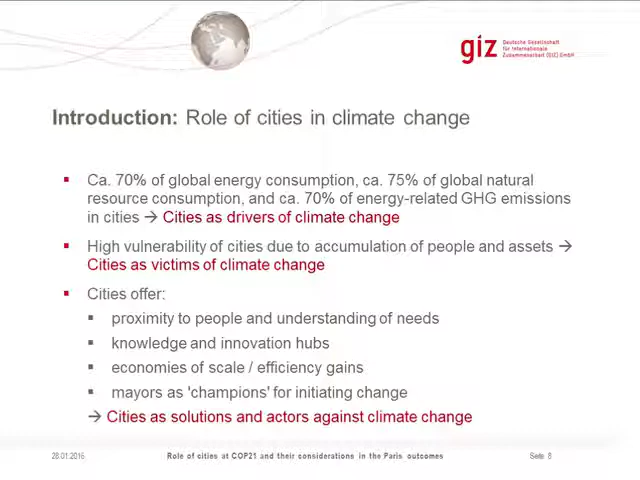 giz
Deutsche Gesellschaft
für Internationale
Zusammenarbeit (GIZ) GmbH
Introduction: Role of cities in climate change
▪ Ca. 70% of global energy consumption, ca. 75% of global natural
resource consumption, and ca. 70% of energy-related GHG emissions
in cities → Cities as drivers of climate change
▪ High vulnerability of cities due to accumulation of people and assets →
Cities as victims of climate change
▪ Cities offer:
▪ proximity to people and understanding of needs
▪ knowledge and innovation hubs
▪ economies of scale / efficiency gains
▪ mayors as 'champions' for initiating change
→ Cities as solutions and actors against climate change
28.01.2016 Role of cities at COP21 and their considerations in the Paris outcomes Seite 8